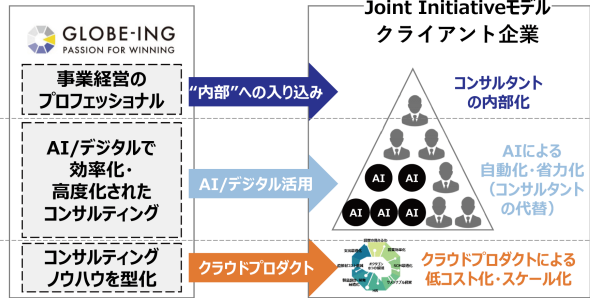 GLOBE-ING
PASSION FOR WINNING
Joint Initiativeモデル
クライアント企業
事業経営の
プロフェッショナル
“内部”への入り込み
コンサルタント
の内部化
AI/デジタルで
効率化・
高度化された
コンサルティング
AI/デジタル活用
AI AI
AI AI AI
AIによる
自動化・省力化
（コンサルタント
の代替）
コンサルティング
ノウハウを型化
クラウドプロダクト
クラウドプロダクトによる
低コスト化・スケール化